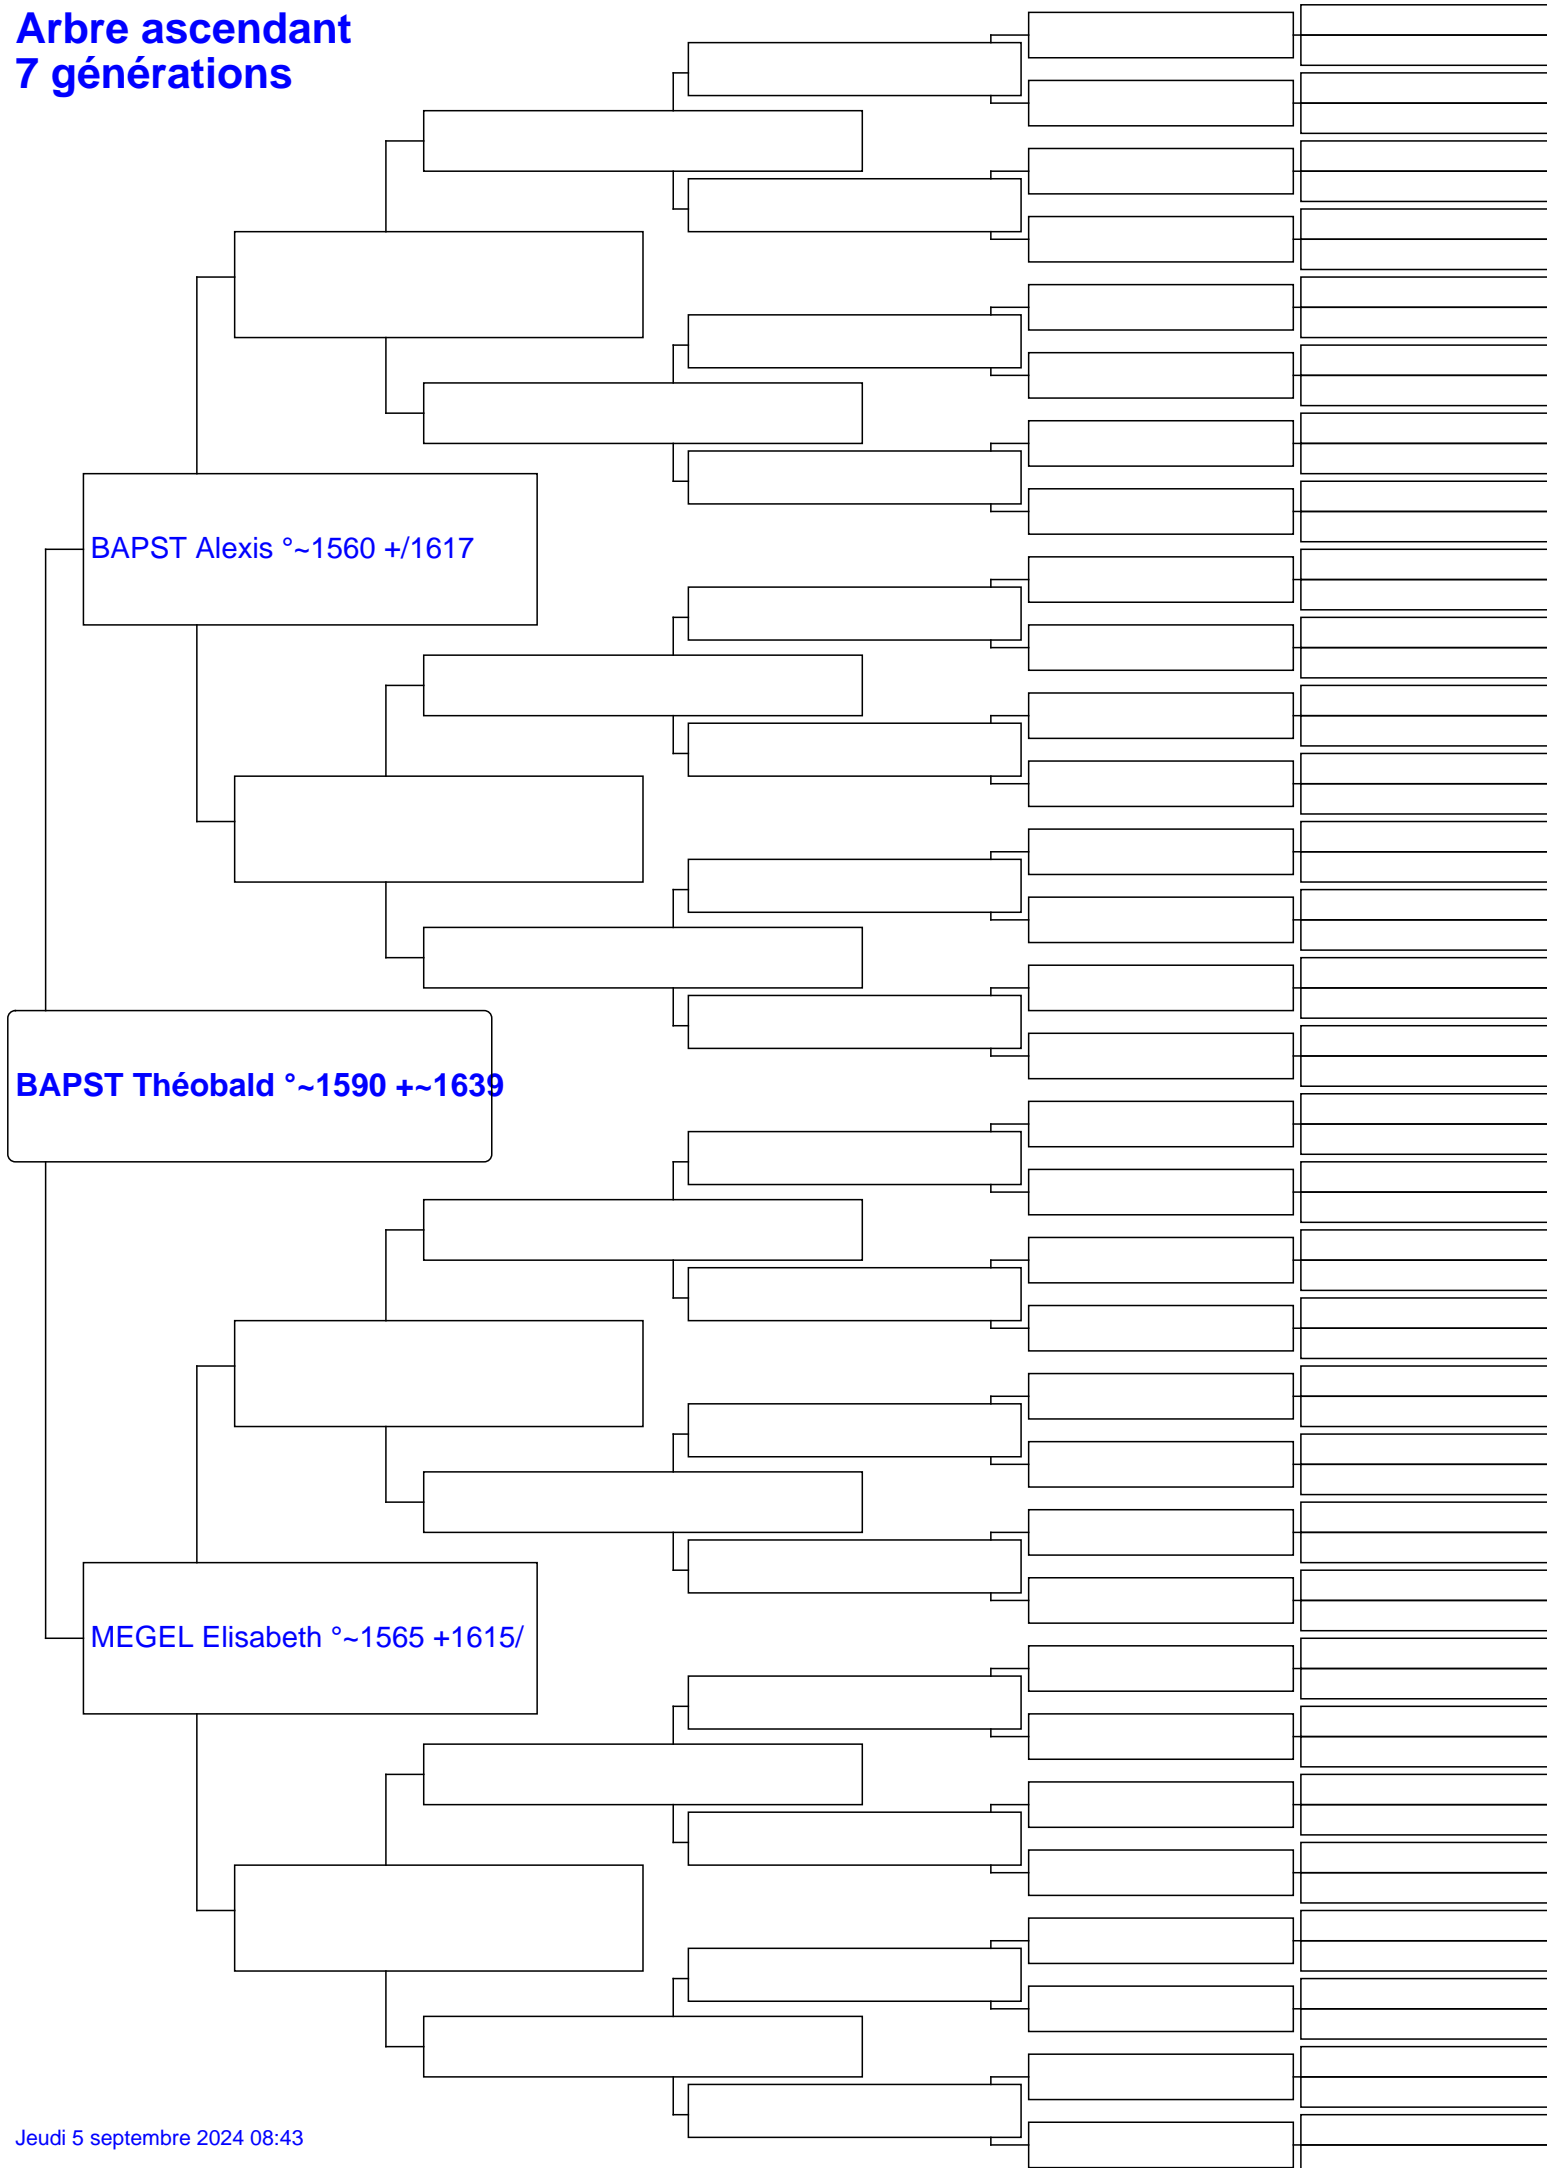 Arbre ascendant
7 générations
BAPST Alexis °~1560 +/1617
BAPST Théobald °~1590 +~1639
MEGEL Elisabeth °~1565 +1615/
Jeudi 5 septembre 2024 08:43